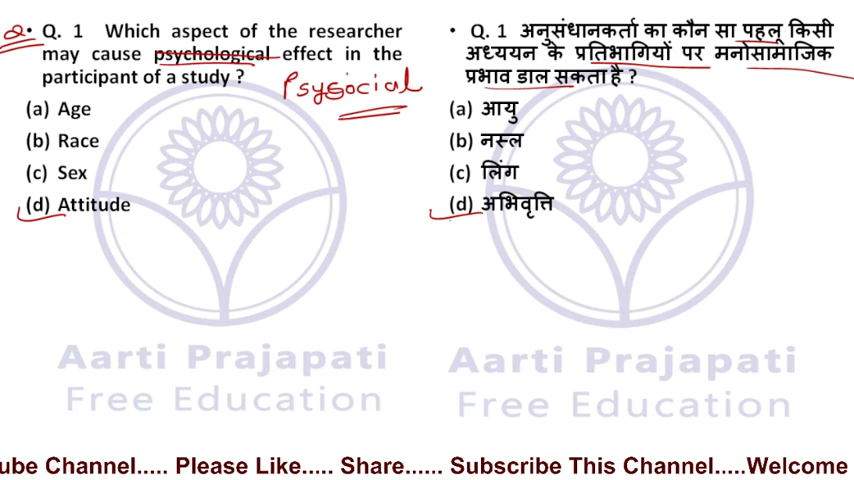 Q. 1 Which aspect of the researcher
may cause psychological effect in the
participant of a study ?
Psysocial
(a) Age
(b) Race
(c) Sex
(d) Attitude
Q. 1 अनुसंधानकर्ता का कौन सा पहलू किसी
अध्ययन के प्रतिभागियों पर मनोसामाजिक
प्रभाव डाल सकता है ?
(a) आयु
(b) नस्ल
(c) लिंग
(d) अभिवृत्ति
Aarti Prajapati
Free Education
Aarti Prajapati
Free Education
ube Channel..... Please Like..... Share...... Subscribe This Channel.....Welcome